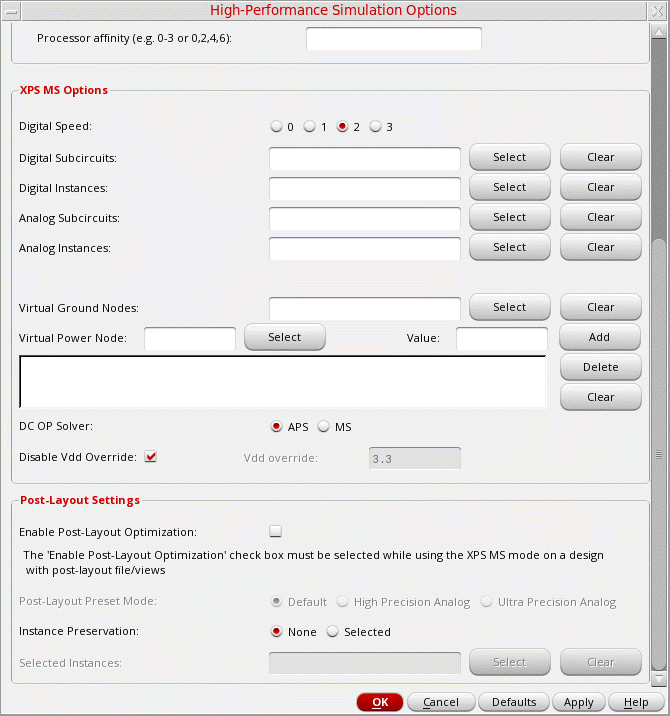 High-Performance Simulation Options
Processor affinity (e.g. 0-3 or 0,2,4,6):
XPS MS Options
Digital Speed: 0 1 2 3
Digital Subcircuits: Select Clear
Digital Instances: Select Clear
Analog Subcircuits: Select Clear
Analog Instances: Select Clear
Virtual Ground Nodes: Select Clear
Virtual Power Node: Select Value: Add
Delete
Clear
DC OP Solver: APS MS
Disable Vdd Override: Vdd override: 3.3
Post-Layout Settings
Enable Post-Layout Optimization:
The 'Enable Post-Layout Optimization' check box must be selected while using the XPS MS mode on a design
with post-layout file/views
Post-Layout Preset Mode: Default High Precision Analog Ultra Precision Analog
Instance Preservation: None Selected
Selected Instances: Select Clear
OK Cancel Defaults Apply Help